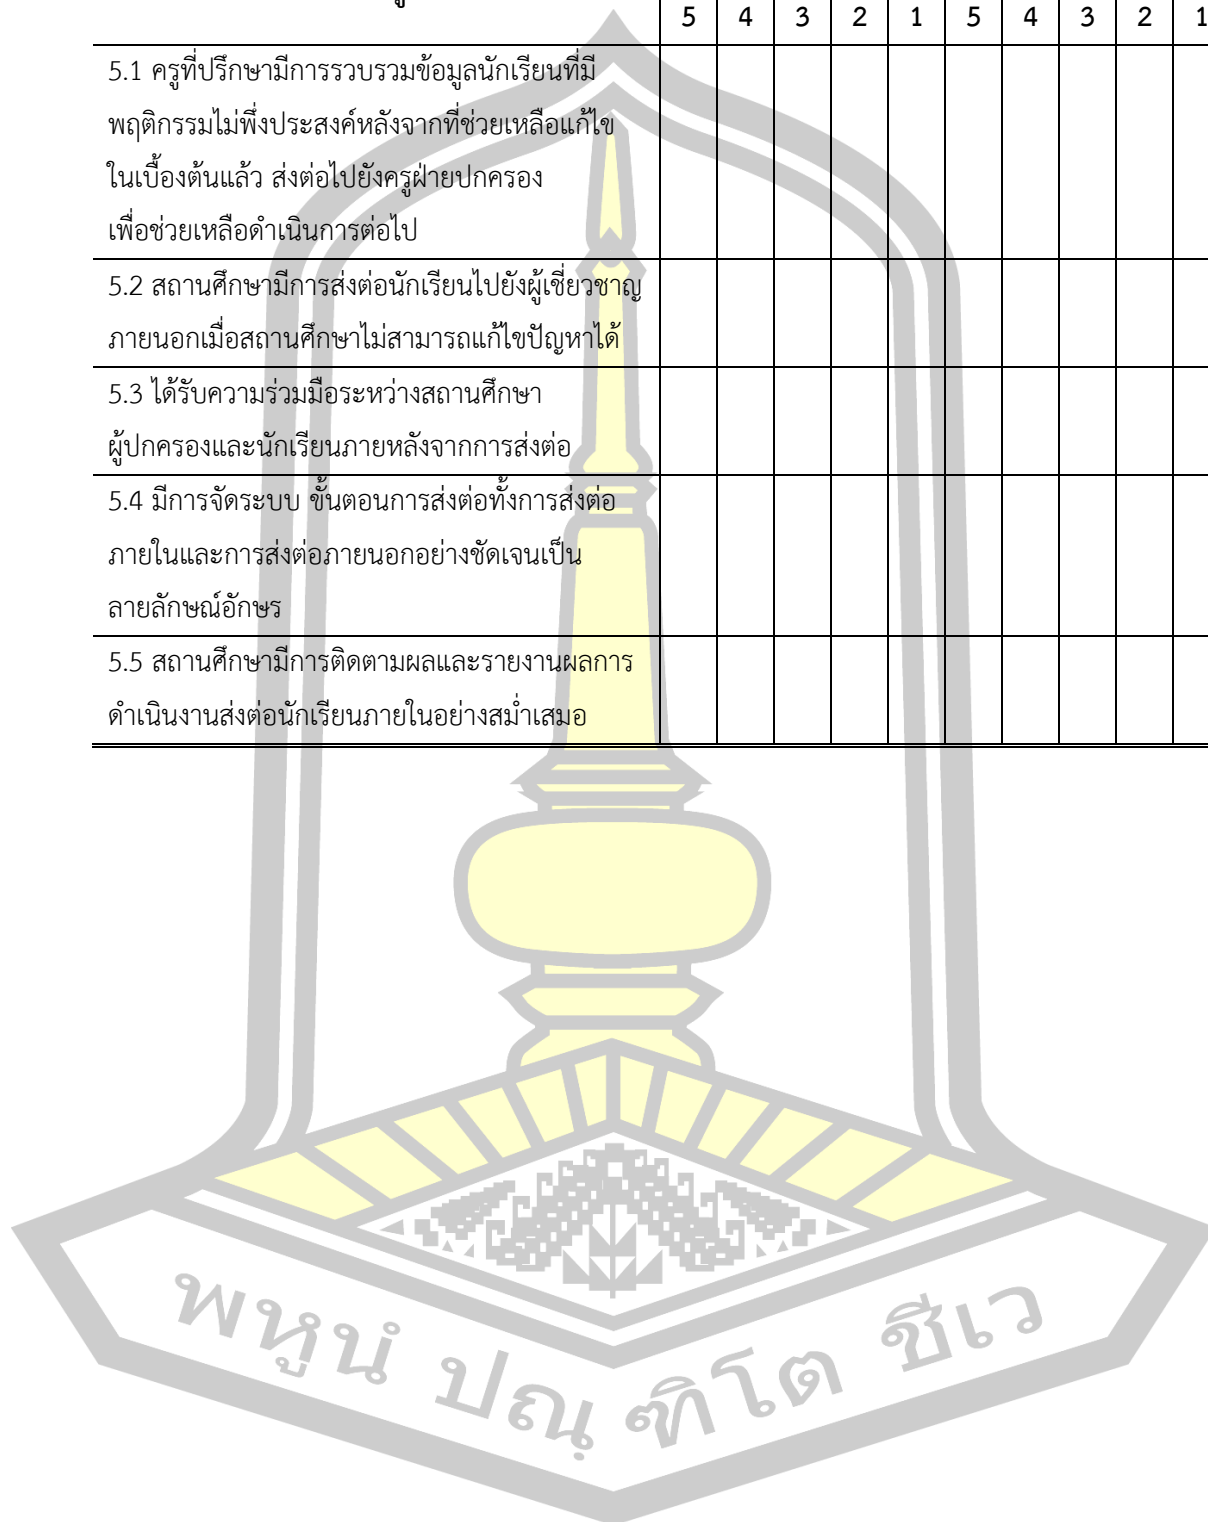 5 4 3 2 1 5 4 3 2 1
5.1 ครูที่ปรึกษามีการรวบรวมข้อมูลนักเรียนที่มี
พฤติกรรมไม่พึ่งประสงค์หลังจากที่ช่วยเหลือแก้ไข
ในเบื้องต้นแล้ว ส่งต่อไปยังครูฝ่ายปกครอง
เพื่อช่วยเหลือดำเนินการต่อไป
5.2 สถานศึกษามีการส่งต่อนักเรียนไปยังผู้เชี่ยวชาญ
ภายนอกเมื่อสถานศึกษาไม่สามารถแก้ไขปัญหาได้
5.3 ได้รับความร่วมมือระหว่างสถานศึกษา
ผู้ปกครองและนักเรียนภายหลังจากการส่งต่อ
5.4 มีการจัดระบบ ขั้นตอนการส่งต่อทั้งการส่งต่อ
ภายในและการส่งต่อภายนอกอย่างชัดเจนเป็น
ลายลักษณ์อักษร
5.5 สถานศึกษามีการติดตามผลและรายงานผลการ
ดำเนินงานส่งต่อนักเรียนภายในอย่างสม่ำเสมอ
พหูนํ ปณฺ ฑิโต ชีเว